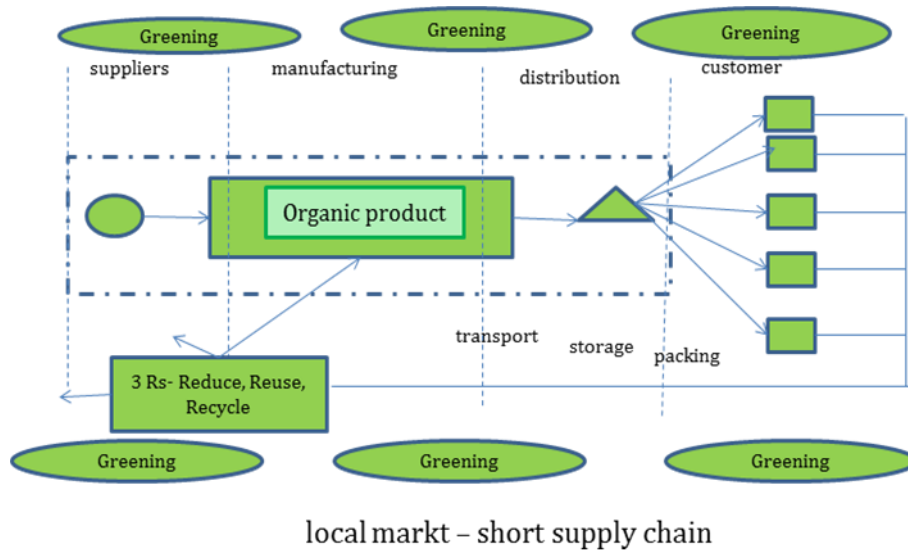 Greening
Greening
Greening
suppliers
manufacturing
distribution
customer
Organic product
transport
storage
packing
3 Rs- Reduce, Reuse,
Recycle
Greening
Greening
Greening
local markt – short supply chain